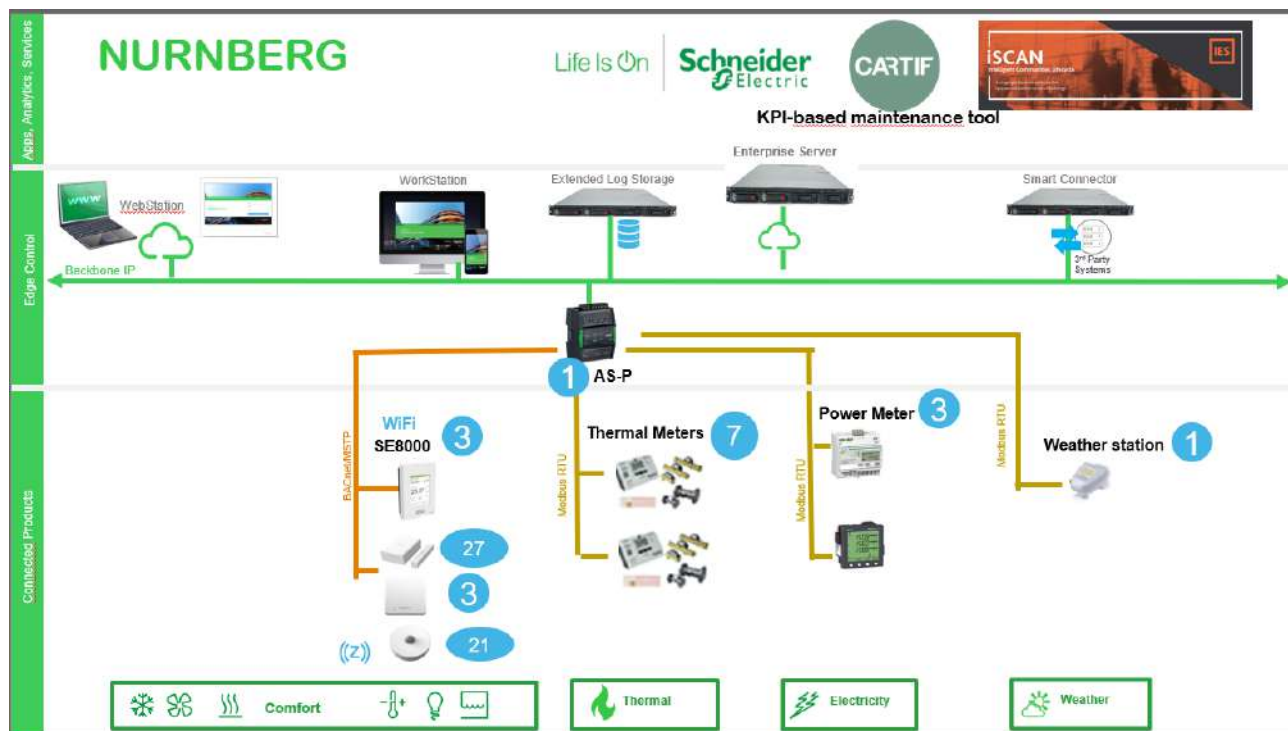 Apps, Analytics, Services
NURNBERG
Life Is On
Schneider
Electric
CARTIF
iSCAN
IES
KPI-based maintenance tool
Edge Control
WebStation
www
WorkStation
Extended Log Storage
Enterprise Server
Smart Connector
3rd Party
Systems
Backbone IP
1
AS-P
Connected Products
BACnet/MSTP
WiFi
SE8000
3
27
3
21
((z))
Modbus RTU
Thermal Meters
7
Modbus RTU
Power Meter
3
Modbus RTU
Weather station
1
Comfort
Thermal
Electricity
Weather